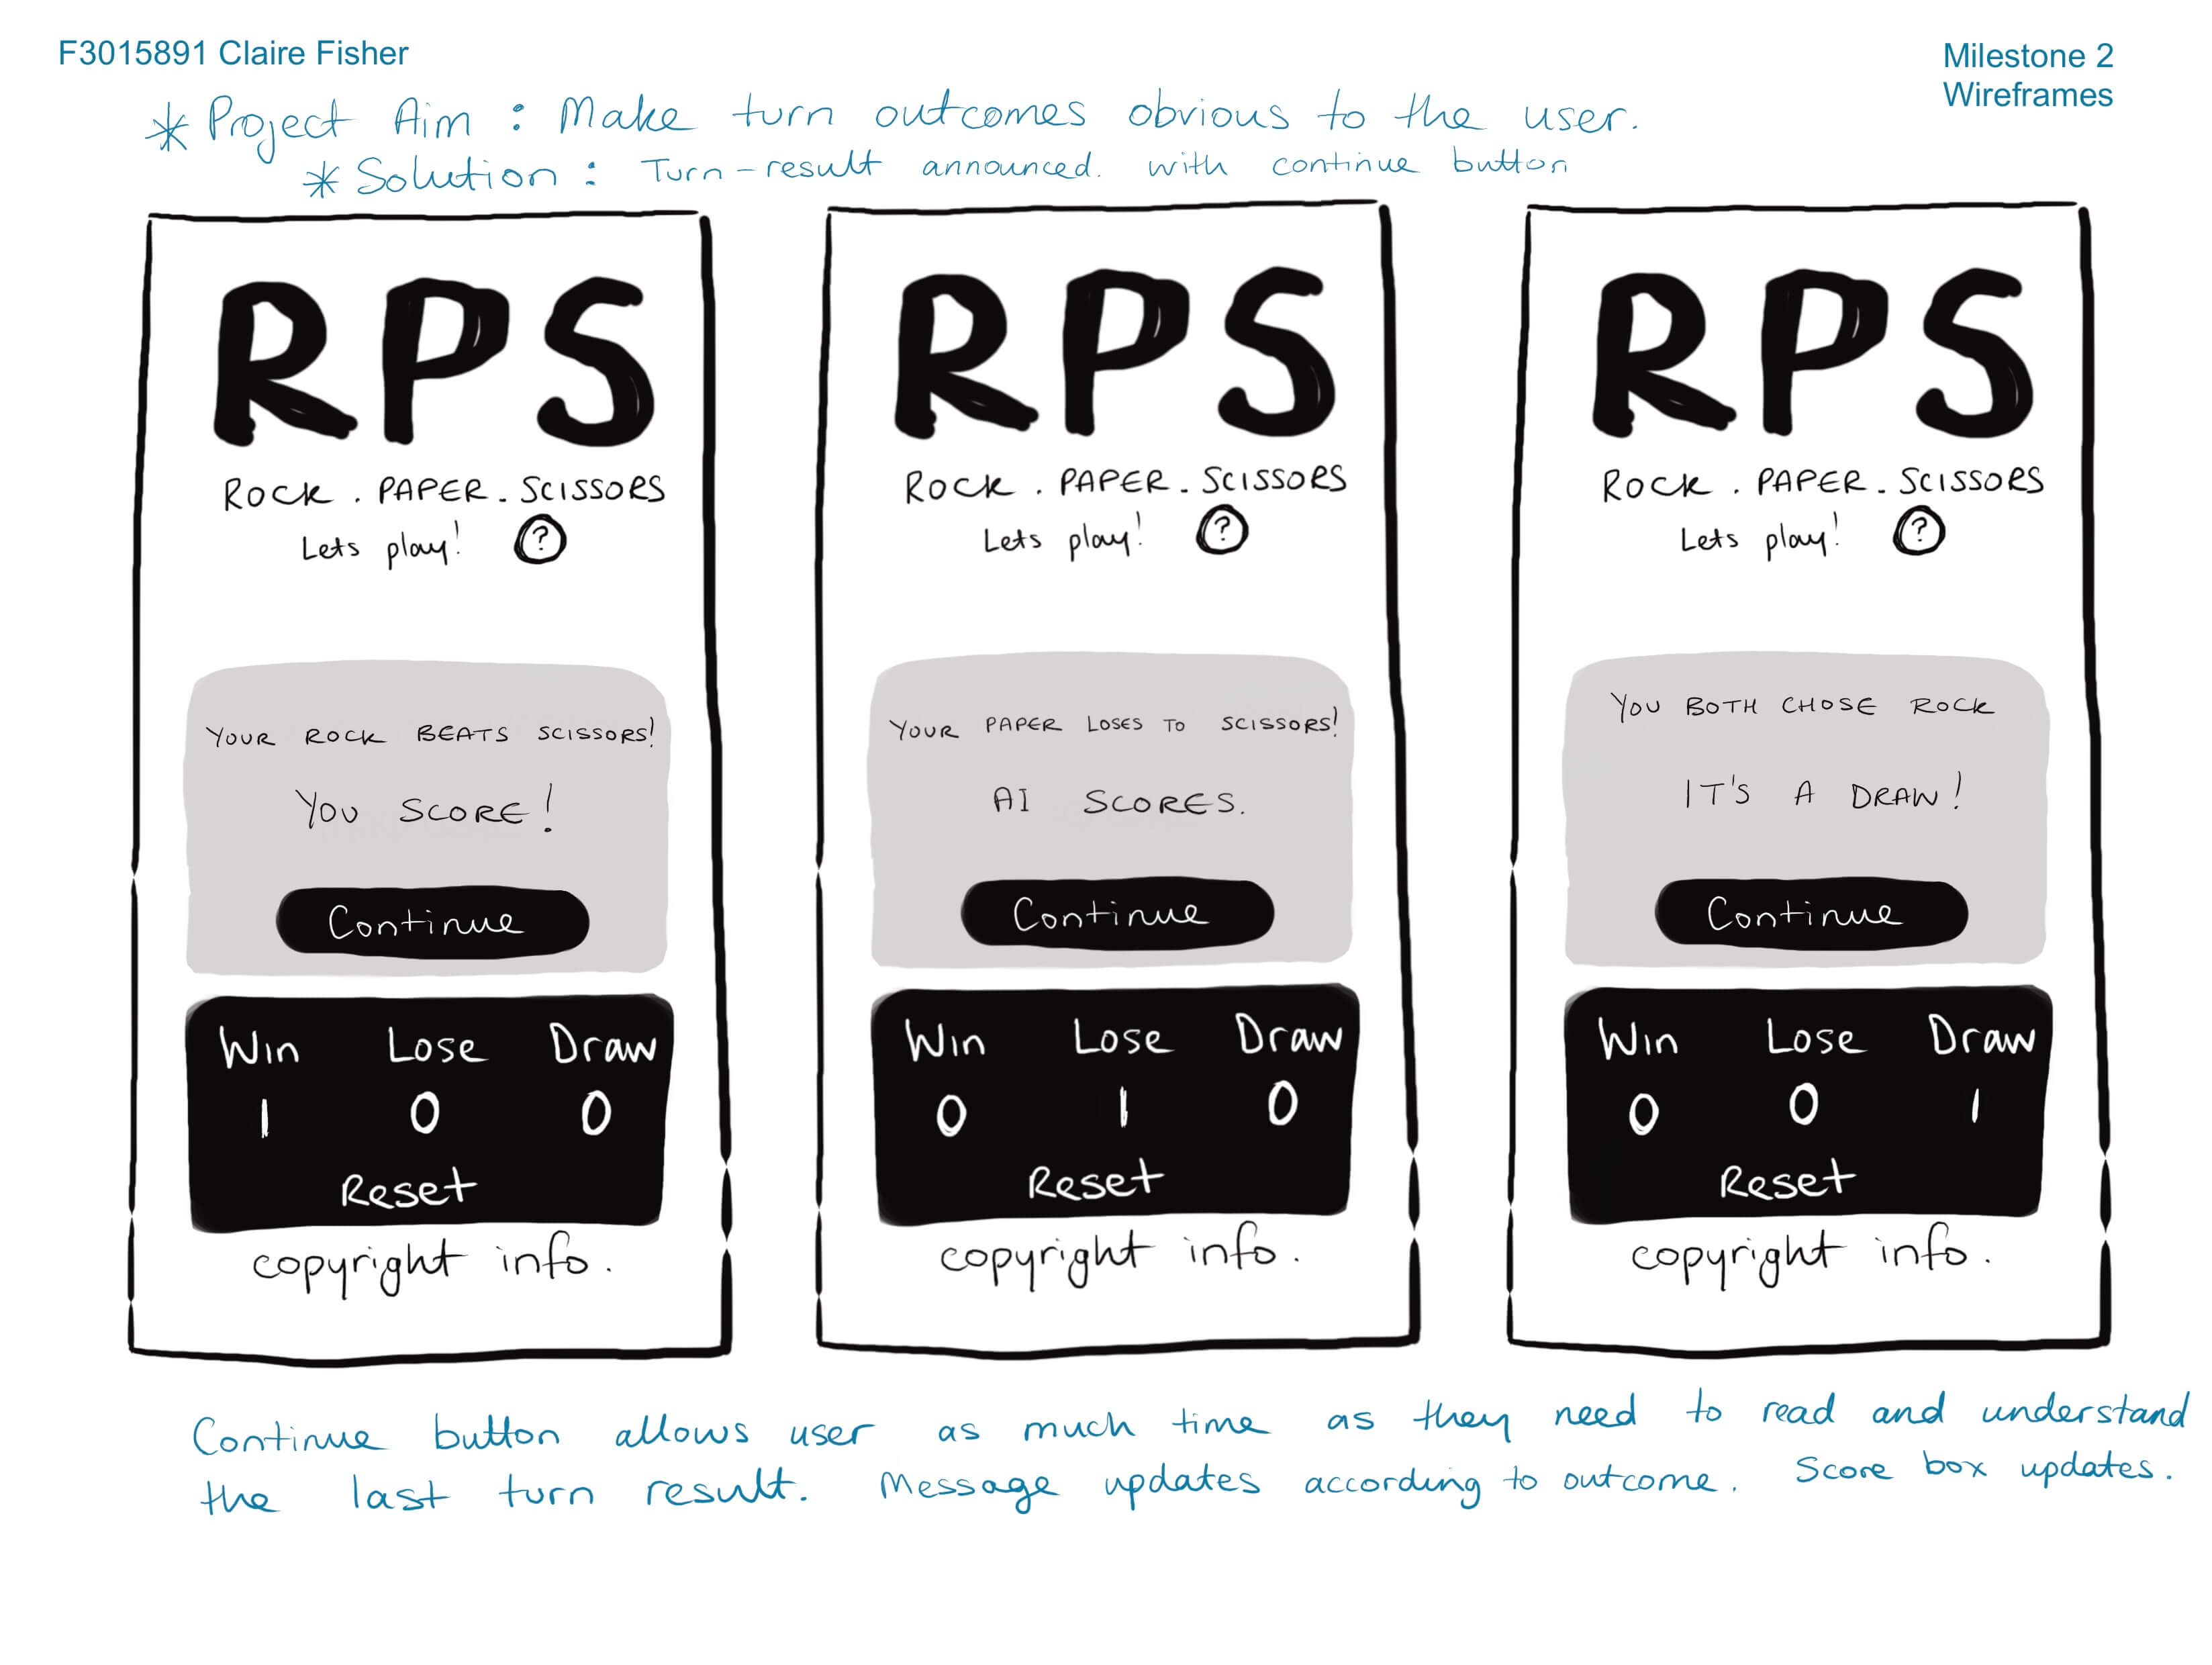 F3015891 Claire Fisher
Milestone 2
Wireframes
* Project Aim : Make turn outcomes obvious to the user.
* Solution : Turn-result announced. with continue button
RPS
ROCK . PAPER . SCISSORS
Lets play! ?
YOUR ROCK BEATS SCISSORS!
YOU SCORE!
Continue
Win Lose Draw
1 0 0
Reset
copyright info.
RPS
ROCK . PAPER . SCISSORS
Lets play! ?
YOUR PAPER LOSES TO SCISSORS!
AI SCORES.
Continue
Win Lose Draw
0 1 0
Reset
copyright info.
RPS
ROCK . PAPER . SCISSORS
Lets play! ?
YOU BOTH CHOSE ROCK
IT'S A DRAW!
Continue
Win Lose Draw
0 0 1
Reset
copyright info.
Continue button allows user as much time as they need to read and understand
the last turn result. Message updates according to outcome. Score box updates.